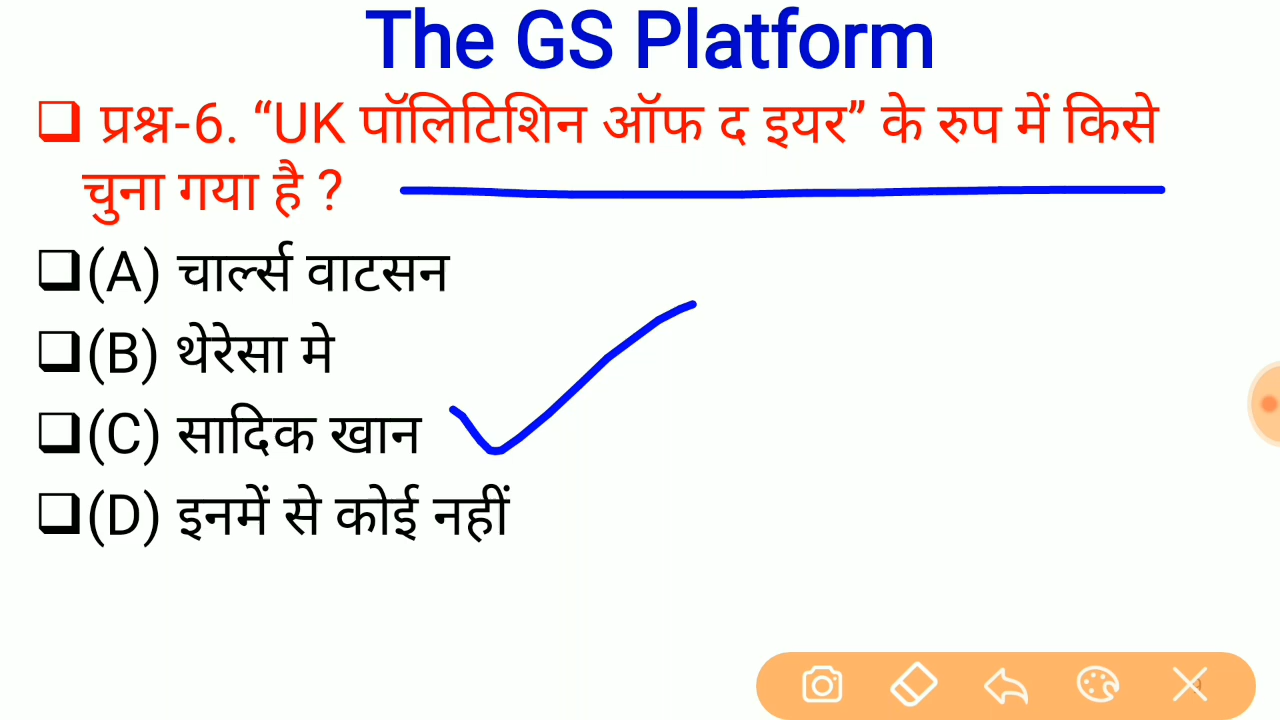 The GS Platform
❑ प्रश्न-6. “UK पॉलिटिशिन ऑफ द इयर” के रुप में किसे
चुना गया है ?
❑(A) चार्ल्स वाटसन
❑(B) थेरेसा मे
❑(C) सादिक खान
❑(D) इनमें से कोई नहीं